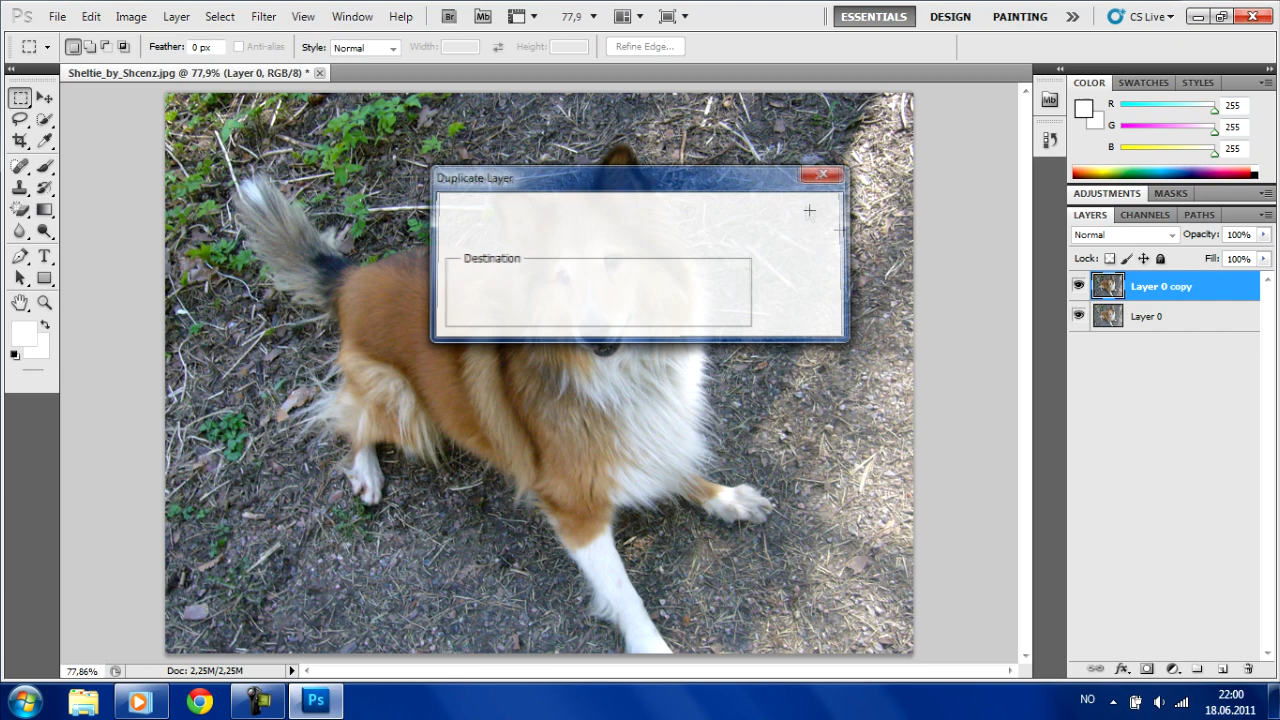 Ps File Edit Image Layer Select Filter View Window Help Br Mb 77,9 ESSENTIALS DESIGN PAINTING CS Live
Feather: 0 px Anti-alias Style: Normal Width: Height: Refine Edge...
Sheltie_by_Shcenz.jpg @ 77,9% (Layer 0, RGB/8) *
COLOR SWATCHES STYLES
Mb
R 255
G 255
B 255
ADJUSTMENTS MASKS
LAYERS CHANNELS PATHS
Normal Opacity: 100%
Lock: Fill: 100%
Layer 0 copy
Layer 0
Duplicate Layer
Destination
77,86% Doc: 2,25M/2,25M
fx
Ps
NO
22:00
18.06.2011